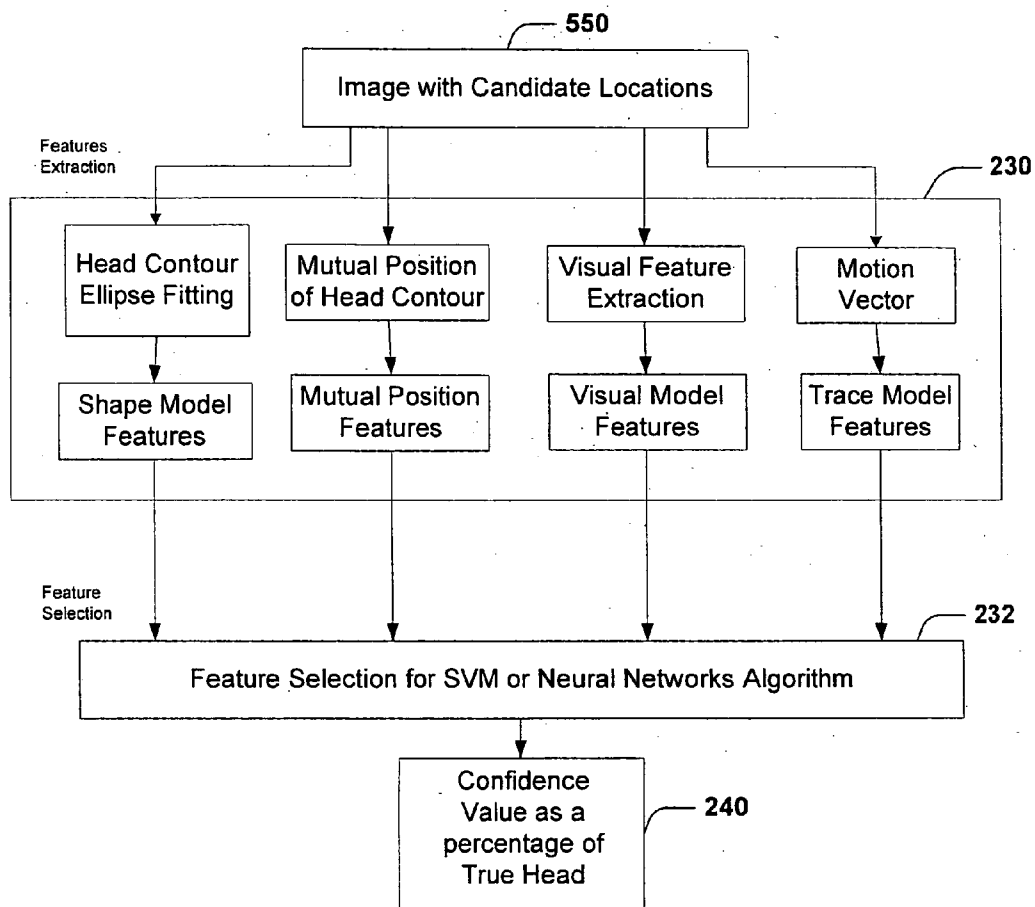 550
Image with Candidate Locations
Features
Extraction
230
Head Contour
Ellipse Fitting
Mutual Position
of Head Contour
Visual Feature
Extraction
Motion
Vector
Shape Model
Features
Mutual Position
Features
Visual Model
Features
Trace Model
Features
Feature
Selection
232
Feature Selection for SVM or Neural Networks Algorithm
Confidence
Value as a
percentage of
True Head
240